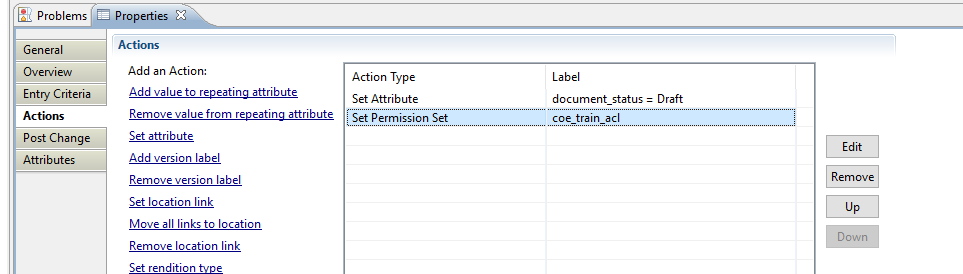 Problems Properties
General
Overview
Entry Criteria
Actions
Post Change
Attributes
Actions
Add an Action:
Add value to repeating attribute
Remove value from repeating attribute
Set attribute
Add version label
Remove version label
Set location link
Move all links to location
Remove location link
Set rendition type
Action Type Label
Set Attribute document_status = Draft
Set Permission Set coe_train_acl
Edit
Remove
Up
Down